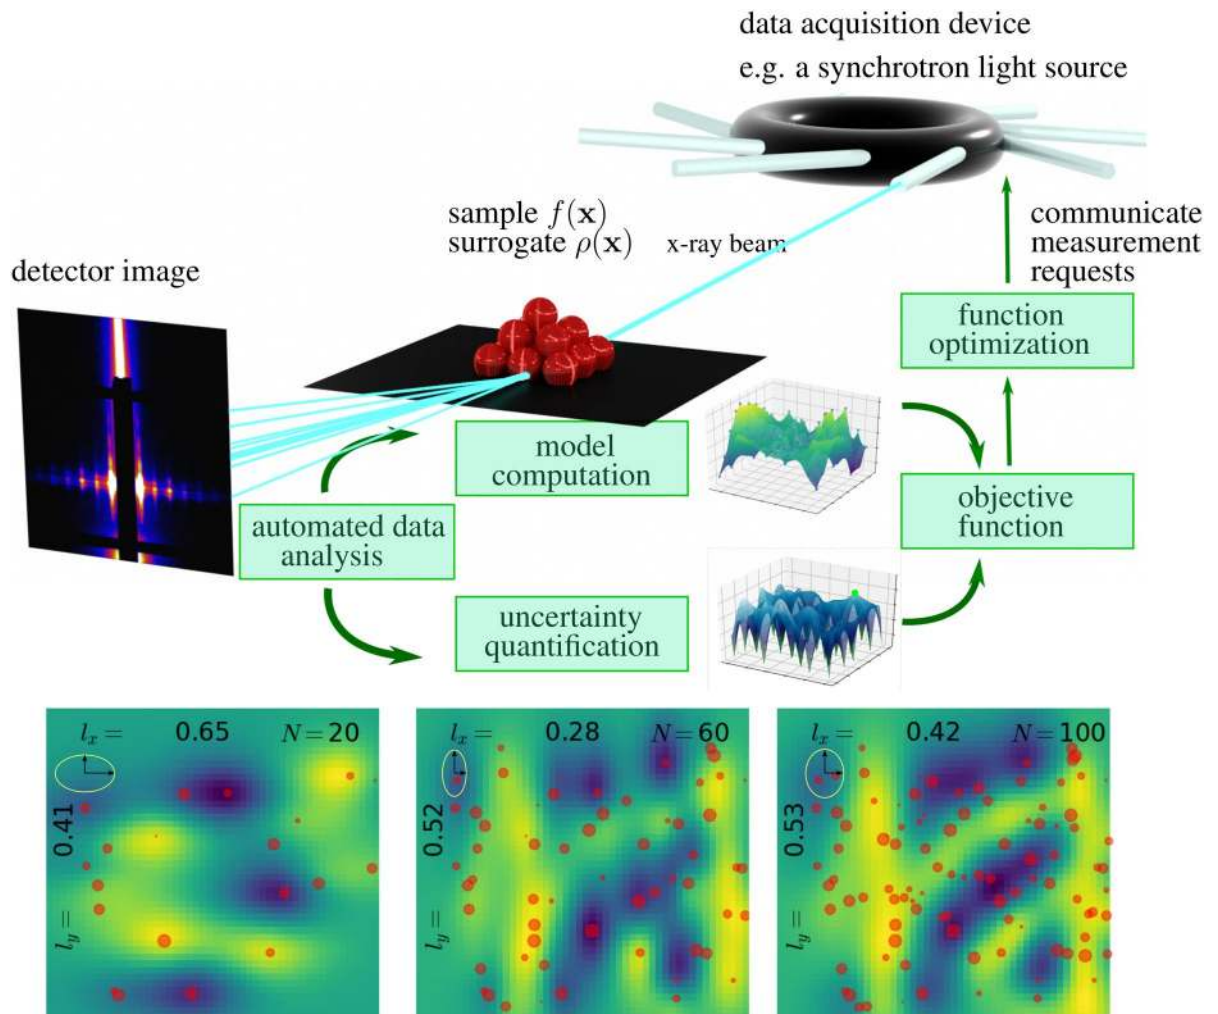 data acquisition device
e.g. a synchrotron light source
sample f(x)
surrogate ρ(x)
x-ray beam
communicate
measurement
requests
detector image
function
optimization
model
computation
objective
function
automated data
analysis
uncertainty
quantification
l_x = 0.65 N = 20
l_y = 0.41
l_x = 0.28 N = 60
0.52
l_y =
l_x = 0.42 N = 100
0.53
l_y =